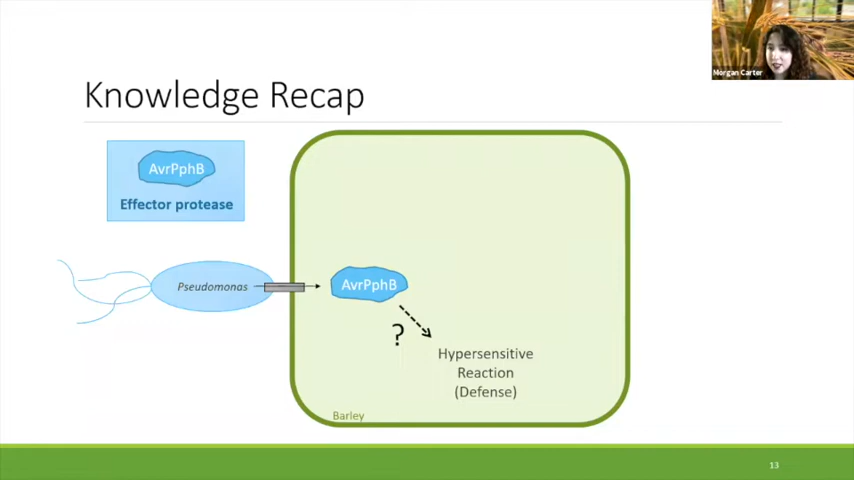 Morgan Carter
Knowledge Recap
AvrPphB
Effector protease
Pseudomonas
AvrPphB
?
Hypersensitive
Reaction
(Defense)
Barley
13